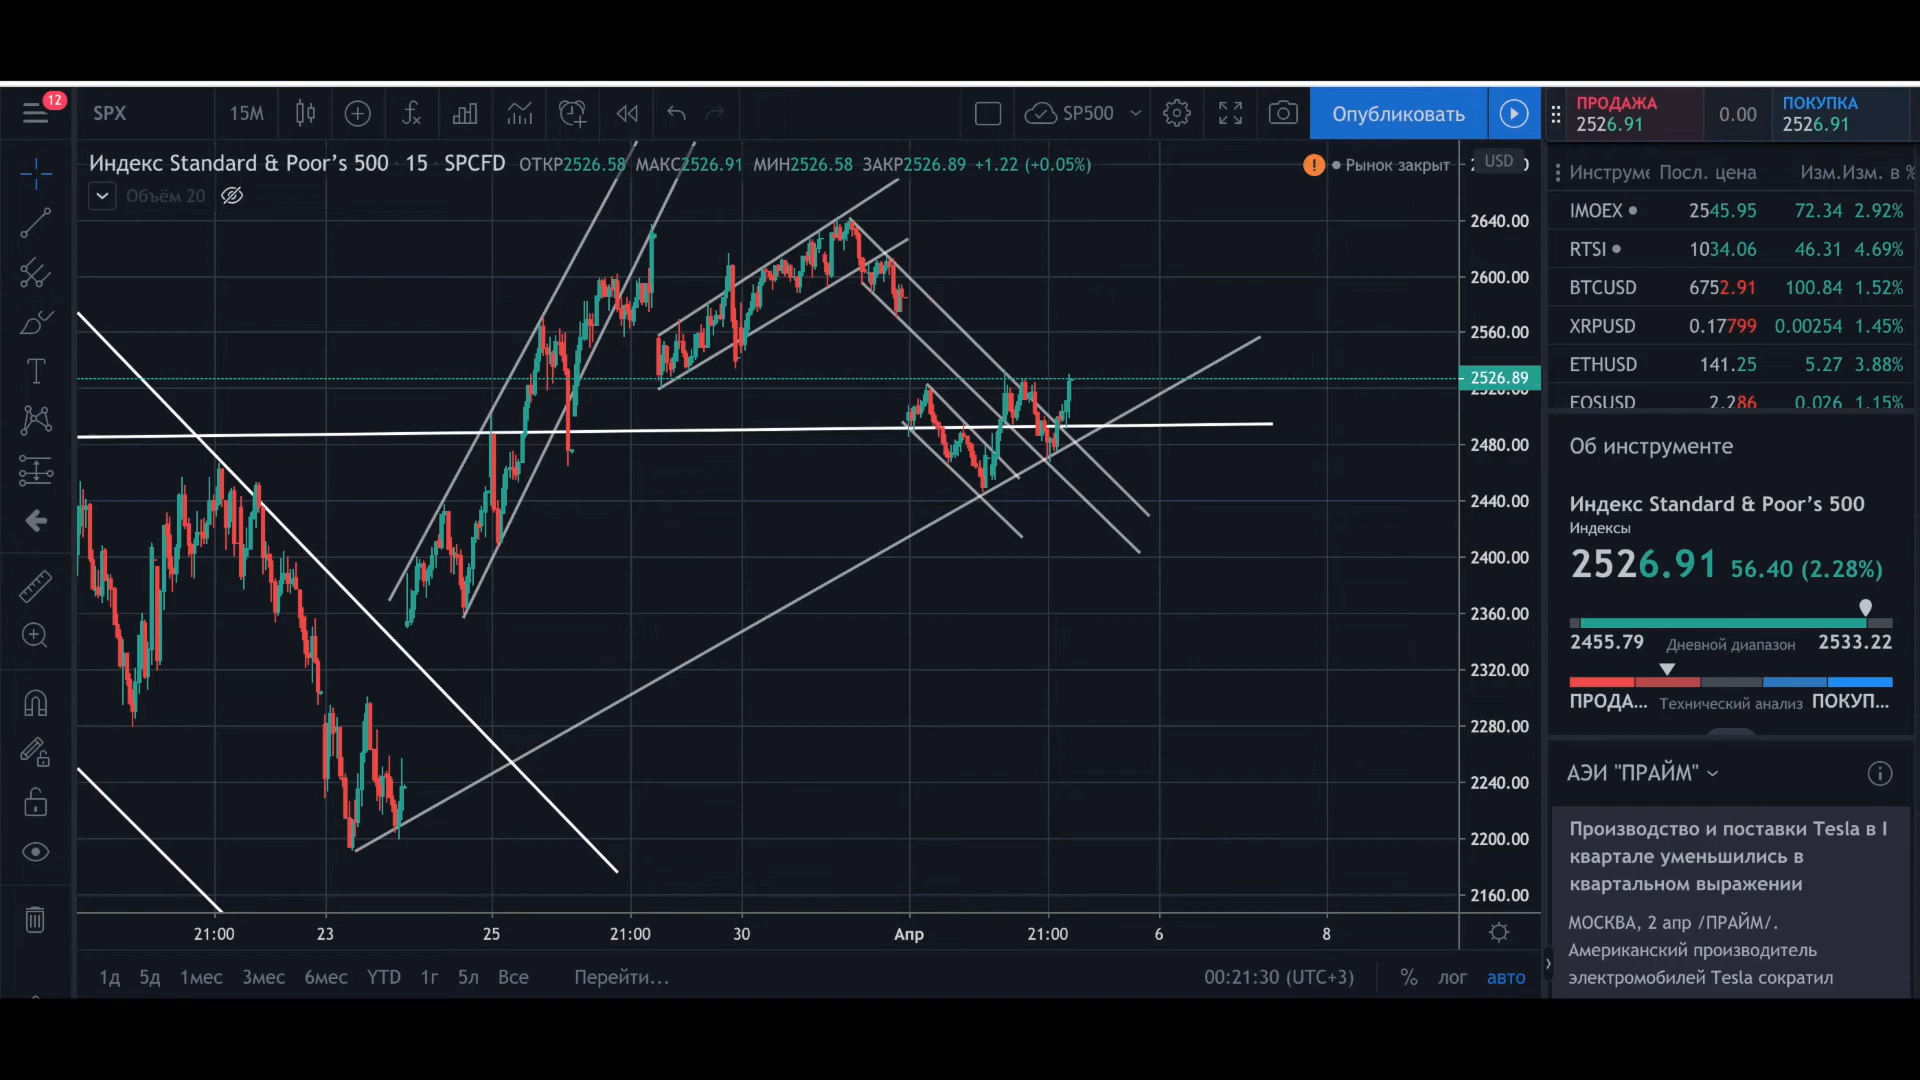 12
SPX
15М
SP500
Опубликовать
ПРОДАЖА
2526.91
0.00
ПОКУПКА
2526.91
Индекс Standard & Poor's 500 · 15 · SPCFD ОТКР2526.58 МАКС2526.91 МИН2526.58 ЗАКР2526.89 +1.22 (+0.05%)
Рынок закрыт
USD
Объём 20
2640.00
2600.00
2560.00
2526.89
2480.00
2440.00
2400.00
2360.00
2320.00
2280.00
2240.00
2200.00
2160.00
21:00 23 25 21:00 30 Апр 21:00 6 8
1д 5д 1мес 3мес 6мес YTD 1г 5л Все Перейти...
00:21:30 (UTC+3) % лог авто
Посл. цена Изм. Изм. в %
IMOEX 2545.95 72.34 2.92%
RTSI 1034.06 46.31 4.69%
BTCUSD 6752.91 100.84 1.52%
XRPUSD 0.17799 0.00254 1.45%
ETHUSD 141.25 5.27 3.88%
EOSUSD 2.286 0.026 1.15%
Об инструменте
Индекс Standard & Poor's 500
Индексы
2526.91 56.40 (2.28%)
2455.79 Дневной диапазон 2533.22
ПРОДА... Технический анализ ПОКУП...
АЭИ "ПРАЙМ"
Производство и поставки Tesla в I
квартале уменьшились в
квартальном выражении
МОСКВА, 2 апр /ПРАЙМ/.
Американский производитель
электромобилей Tesla сократил